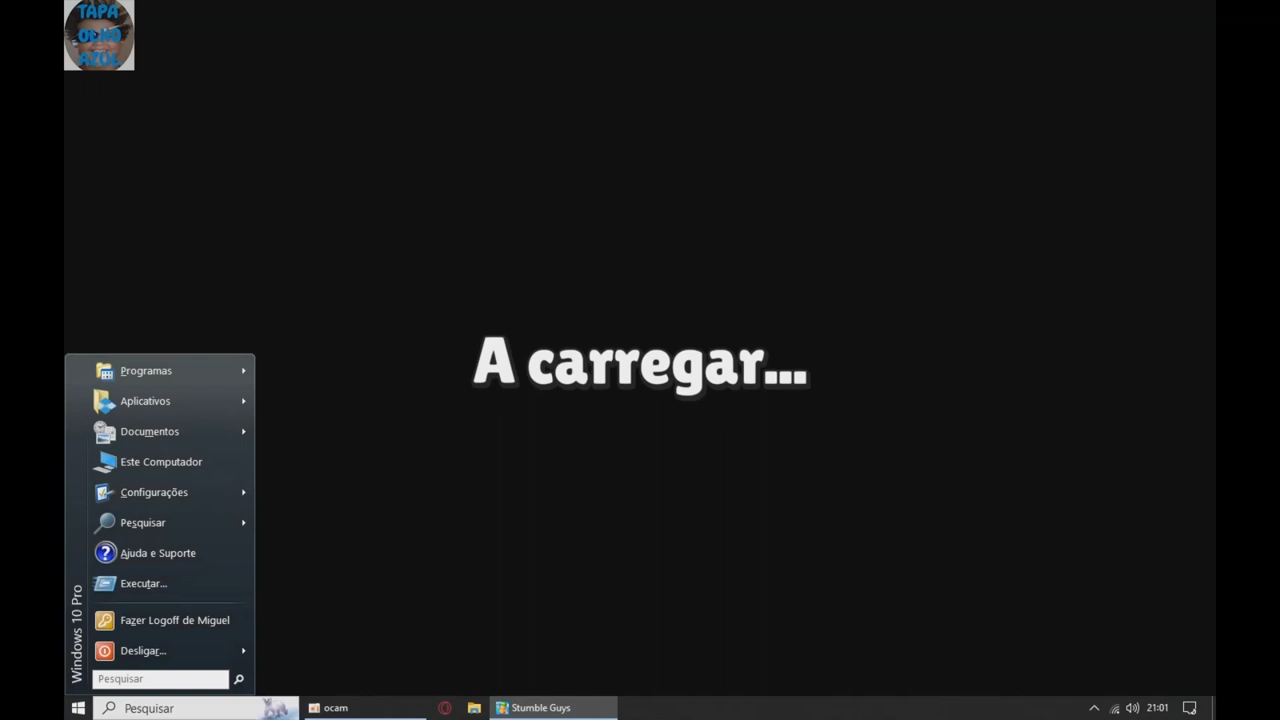 TAPA
OLHO
AZUL
A carregar...
Programas
Aplicativos
Documentos
Este Computador
Configurações
Pesquisar
Ajuda e Suporte
Executar...
Fazer Logoff de Miguel
Desligar...
Windows 10 Pro
Pesquisar
Pesquisar
ocam
Stumble Guys
21:01